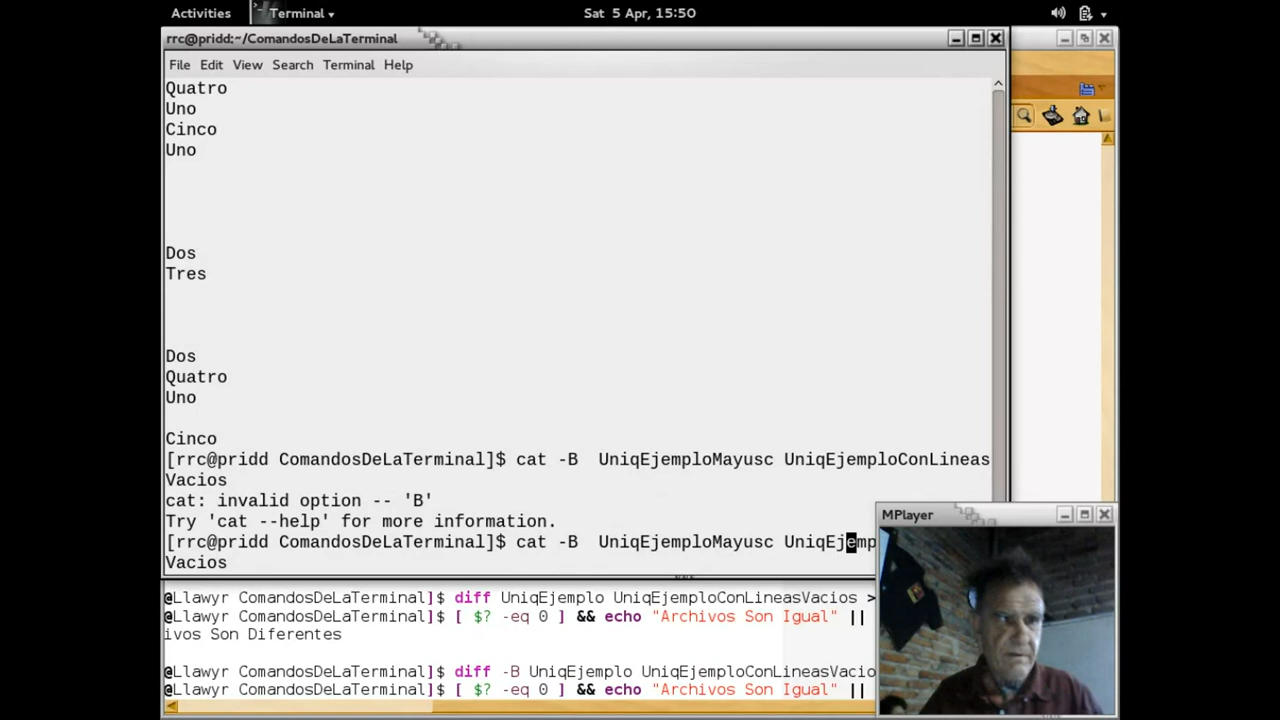 Activities Terminal Sat 5 Apr, 15:50
rrc@pridd:~/ComandosDeLaTerminal
File Edit View Search Terminal Help
Quatro
Uno
Cinco
Uno
Dos
Tres
Dos
Quatro
Uno
Cinco
[rrc@pridd ComandosDeLaTerminal]$ cat -B  UniqEjemploMayusc UniqEjemploConLineas
Vacios
cat: invalid option -- 'B'
Try 'cat --help' for more information.
[rrc@pridd ComandosDeLaTerminal]$ cat -B  UniqEjemploMayusc UniqEjemp
Vacios
MPlayer
@Llawyr ComandosDeLaTerminal]$ diff UniqEjemplo UniqEjemploConLineasVacios >
@Llawyr ComandosDeLaTerminal]$ [ $? -eq 0 ] && echo "Archivos Son Igual" ||
ivos Son Diferentes
@Llawyr ComandosDeLaTerminal]$ diff -B UniqEjemplo UniqEjemploConLineasVacio
@Llawyr ComandosDeLaTerminal]$ [ $? -eq 0 ] && echo "Archivos Son Igual" ||